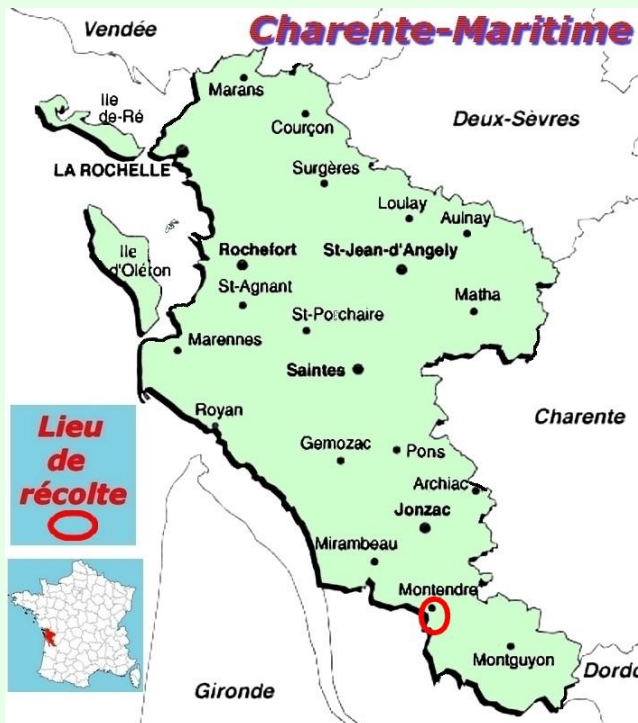 Charente-Maritime
Vendée
Marans
Ile
de-Ré
Courçon
Deux-Sèvres
LA ROCHELLE
Surgères
Loulay
Aulnay
Ile
d'Oléron
Rochefort
St-Jean-d'Angely
St-Agnant
Matha
St-Porchaire
Marennes
Saintes
Lieu
de
récolte
Royan
Charente
Gemozac
Pons
Archiac
Jonzac
Mirambeau
Montendre
Montguyon
Dordo
Gironde